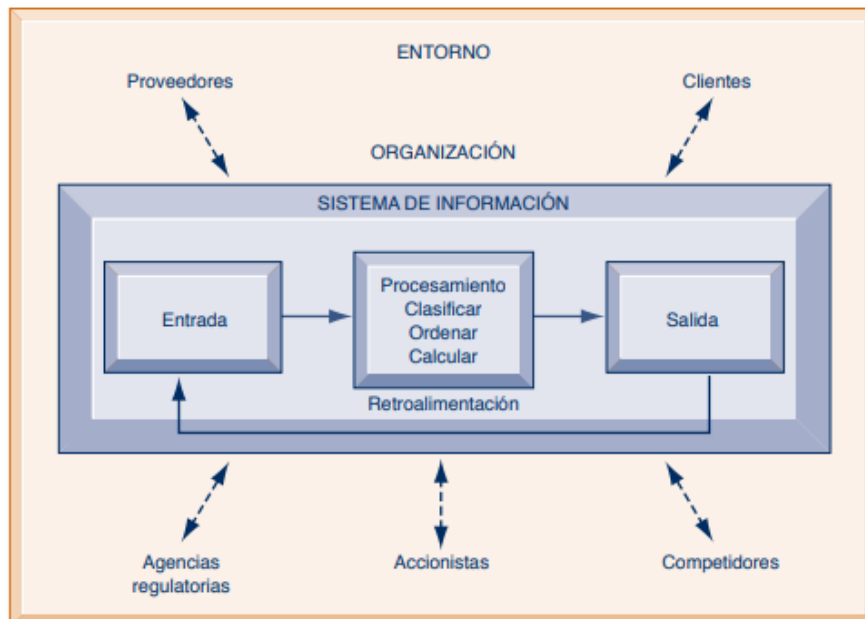 ENTORNO
Proveedores
Clientes
ORGANIZACIÓN
SISTEMA DE INFORMACIÓN
Entrada
Procesamiento
Clasificar
Ordenar
Calcular
Salida
Retroalimentación
Agencias
regulatorias
Accionistas
Competidores